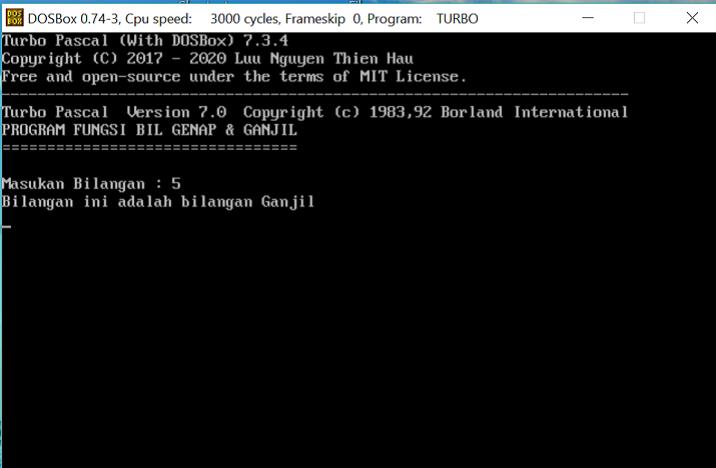 DOSBox 0.74-3, Cpu speed: 3000 cycles, Frameskip 0, Program: TURBO
Turbo Pascal (With DOSBox) 7.3.4
Copyright (C) 2017 - 2020 Luu Nguyen Thien Hau
Free and open-source under the terms of MIT License.
----------------------------------------------------------------------
Turbo Pascal Version 7.0 Copyright (c) 1983,92 Borland International
PROGRAM FUNGSI BIL GENAP & GANJIL
=================================
Masukan Bilangan : 5
Bilangan ini adalah bilangan Ganjil